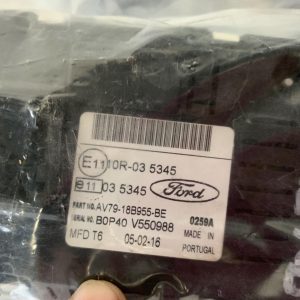 E11 10R-03 5345
e11 03 5345 Ford
PART NO. AV79-18B955-BE 0259A
SERIAL NO. B0P40 V550988 MADE IN
MFD T6 05-02-16 PORTUGAL